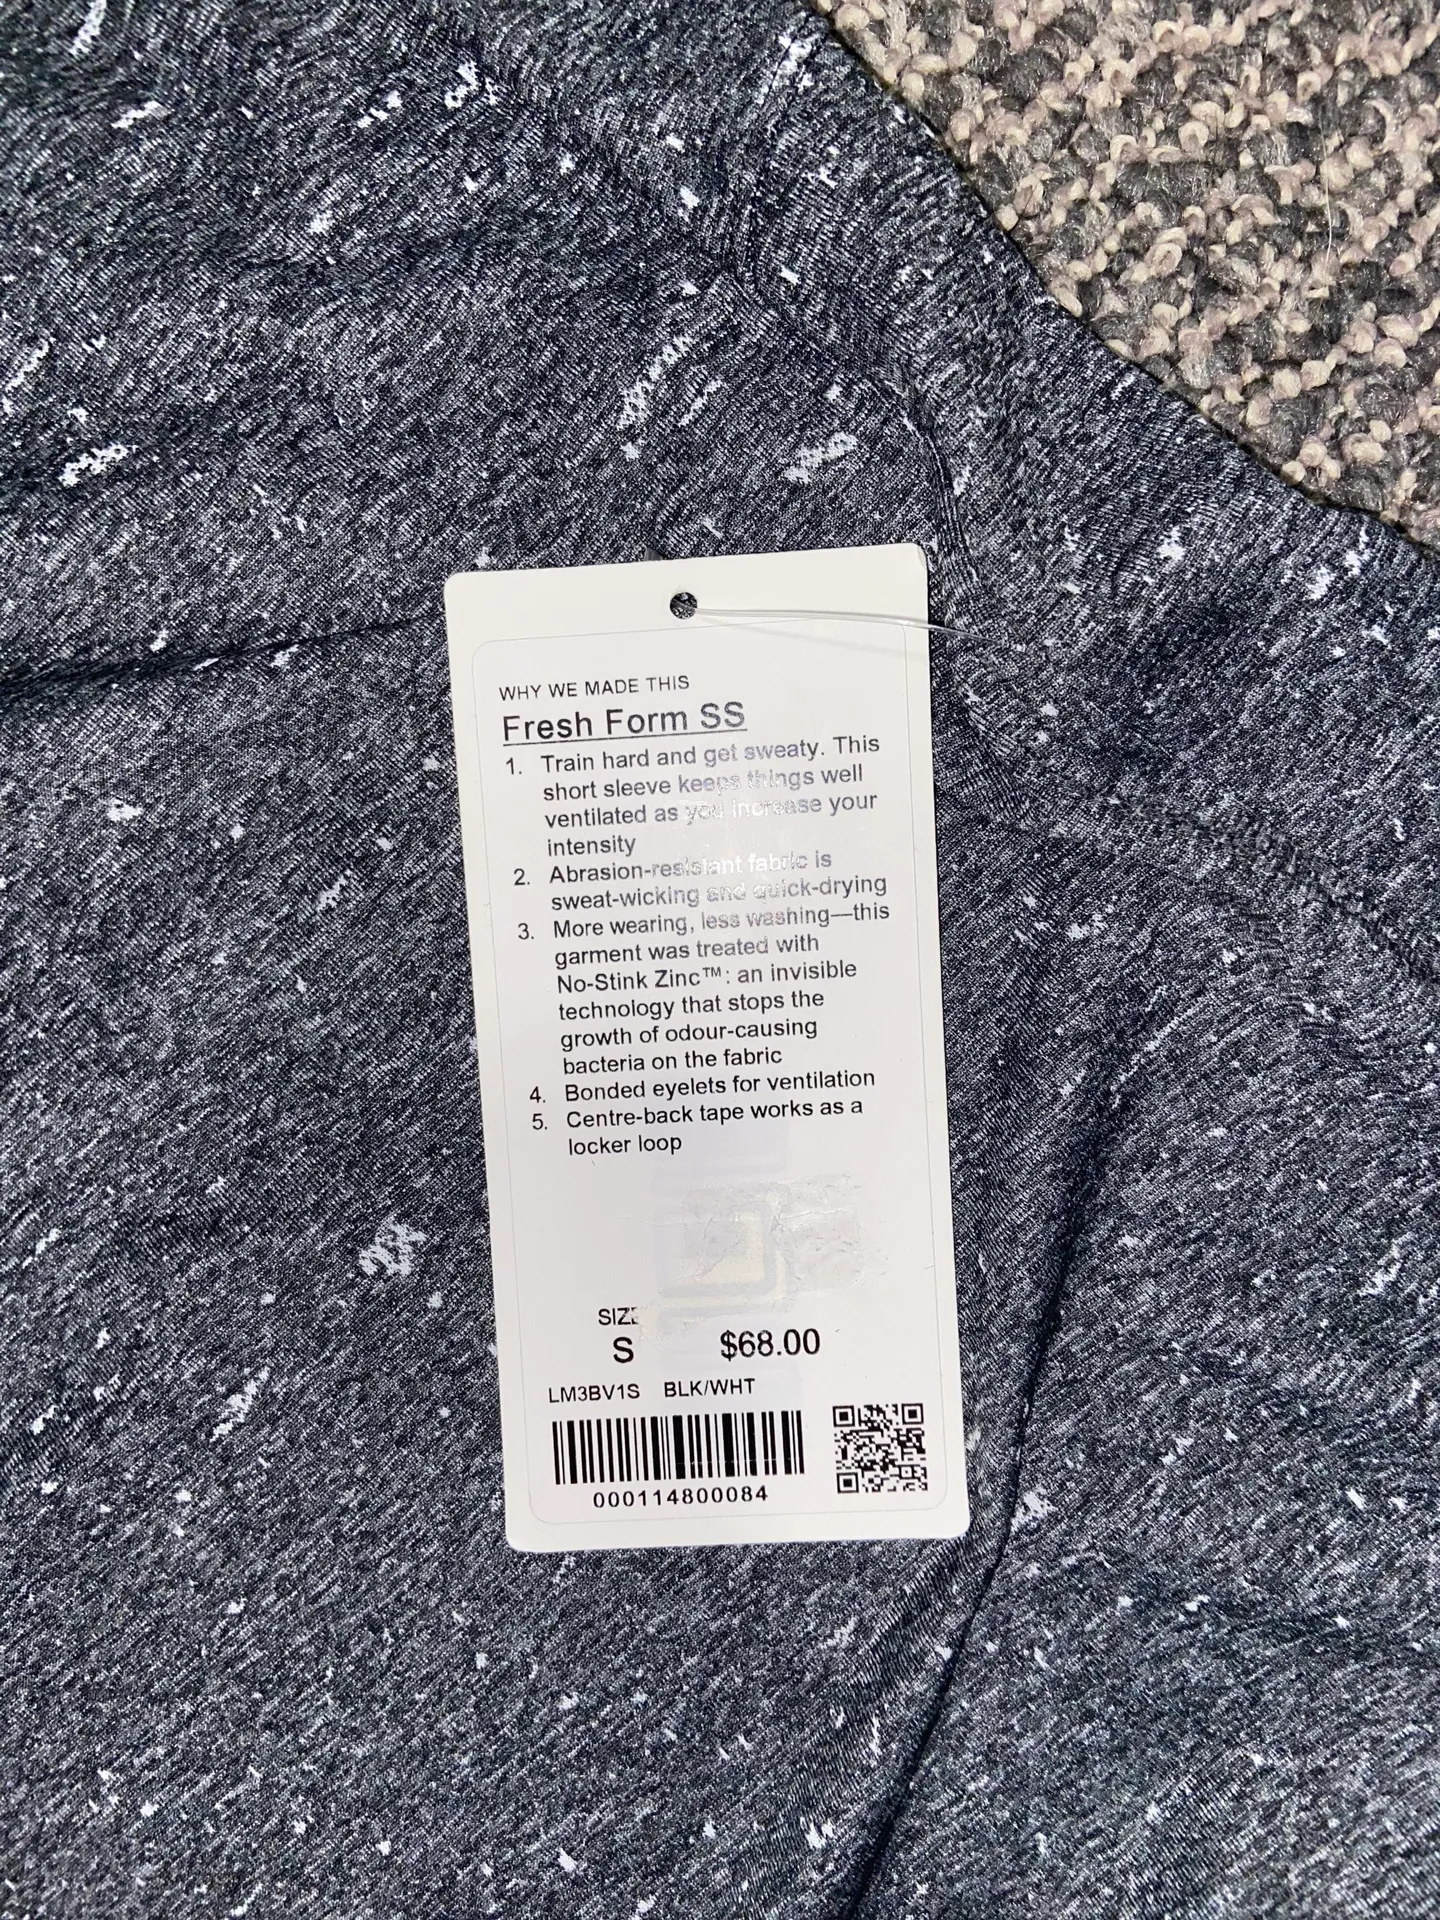 WHY WE MADE THIS
Fresh Form SS
1. Train hard and get sweaty. This
short sleeve keeps things well
ventilated as you increase your
intensity
2. Abrasion-resistant fabric is
sweat-wicking and quick-drying
3. More wearing, less washing—this
garment was treated with
No-Stink Zinc™: an invisible
technology that stops the
growth of odour-causing
bacteria on the fabric
4. Bonded eyelets for ventilation
5. Centre-back tape works as a
locker loop
SIZE
S $68.00
LM3BV1S BLK/WHT
000114800084